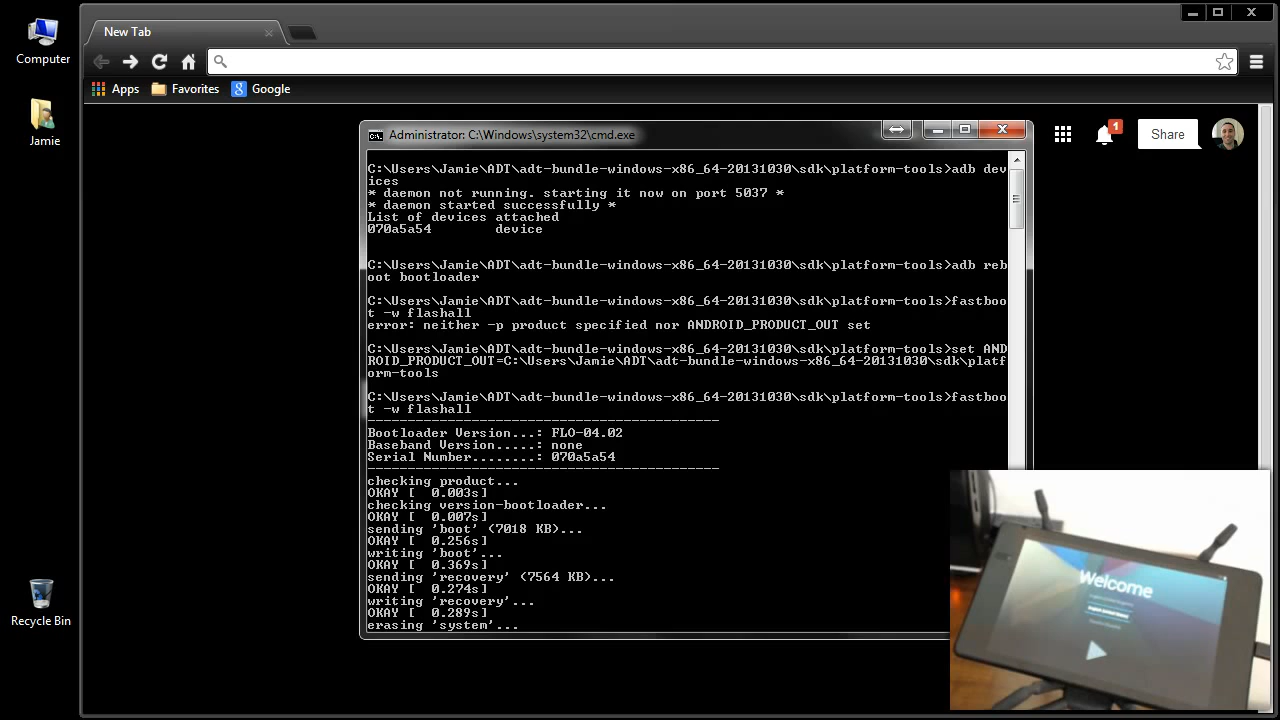 Computer
Jamie
Recycle Bin
New Tab
Apps
Favorites
Google
1
Share
Administrator: C:\Windows\system32\cmd.exe
C:\Users\Jamie\ADT\adt-bundle-windows-x86_64-20131030\sdk\platform-tools>adb dev
ices
* daemon not running. starting it now on port 5037 *
* daemon started successfully *
List of devices attached
070a5a54        device
C:\Users\Jamie\ADT\adt-bundle-windows-x86_64-20131030\sdk\platform-tools>adb reb
oot bootloader
C:\Users\Jamie\ADT\adt-bundle-windows-x86_64-20131030\sdk\platform-tools>fastboo
t -w flashall
error: neither -p product specified nor ANDROID_PRODUCT_OUT set
C:\Users\Jamie\ADT\adt-bundle-windows-x86_64-20131030\sdk\platform-tools>set AND
ROID_PRODUCT_OUT=C:\Users\Jamie\ADT\adt-bundle-windows-x86_64-20131030\sdk\platf
orm-tools
C:\Users\Jamie\ADT\adt-bundle-windows-x86_64-20131030\sdk\platform-tools>fastboo
t -w flashall
--------------------------------------------
Bootloader Version...: FLO-04.02
Baseband Version.....: none
Serial Number........: 070a5a54
--------------------------------------------
checking product...
OKAY [  0.003s]
checking version-bootloader...
OKAY [  0.007s]
sending 'boot' (7018 KB)...
OKAY [  0.256s]
writing 'boot'...
OKAY [  0.369s]
sending 'recovery' (7564 KB)...
OKAY [  0.274s]
writing 'recovery'...
OKAY [  0.289s]
erasing 'system'...
Welcome